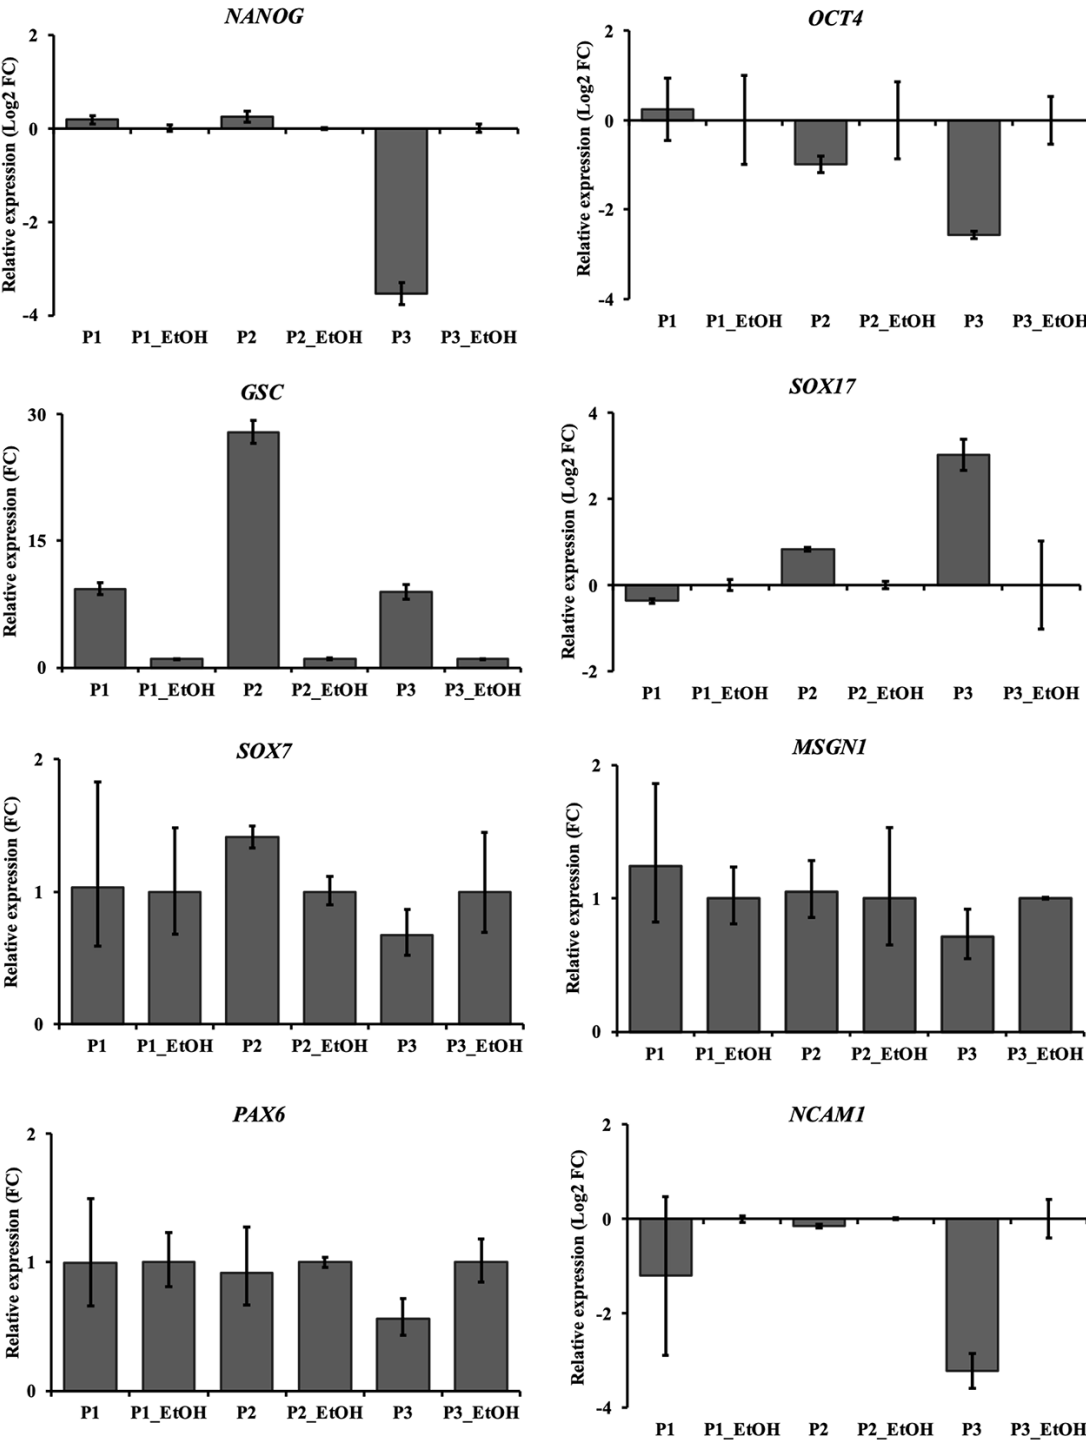 NANOG
Relative expression (Log2 FC)
2
0
-2
-4
P1 P1_EtOH P2 P2_EtOH P3 P3_EtOH
OCT4
Relative expression (Log2 FC)
2
0
-2
-4
P1 P1_EtOH P2 P2_EtOH P3 P3_EtOH
GSC
Relative expression (FC)
30
15
0
P1 P1_EtOH P2 P2_EtOH P3 P3_EtOH
SOX17
Relative expression (Log2 FC)
4
2
0
-2
P1 P1_EtOH P2 P2_EtOH P3 P3_EtOH
SOX7
Relative expression (FC)
2
1
0
P1 P1_EtOH P2 P2_EtOH P3 P3_EtOH
MSGN1
Relative expression (FC)
2
1
0
P1 P1_EtOH P2 P2_EtOH P3 P3_EtOH
PAX6
Relative expression (FC)
2
1
0
P1 P1_EtOH P2 P2_EtOH P3 P3_EtOH
NCAM1
Relative expression (Log2 FC)
2
0
-2
-4
P1 P1_EtOH P2 P2_EtOH P3 P3_EtOH